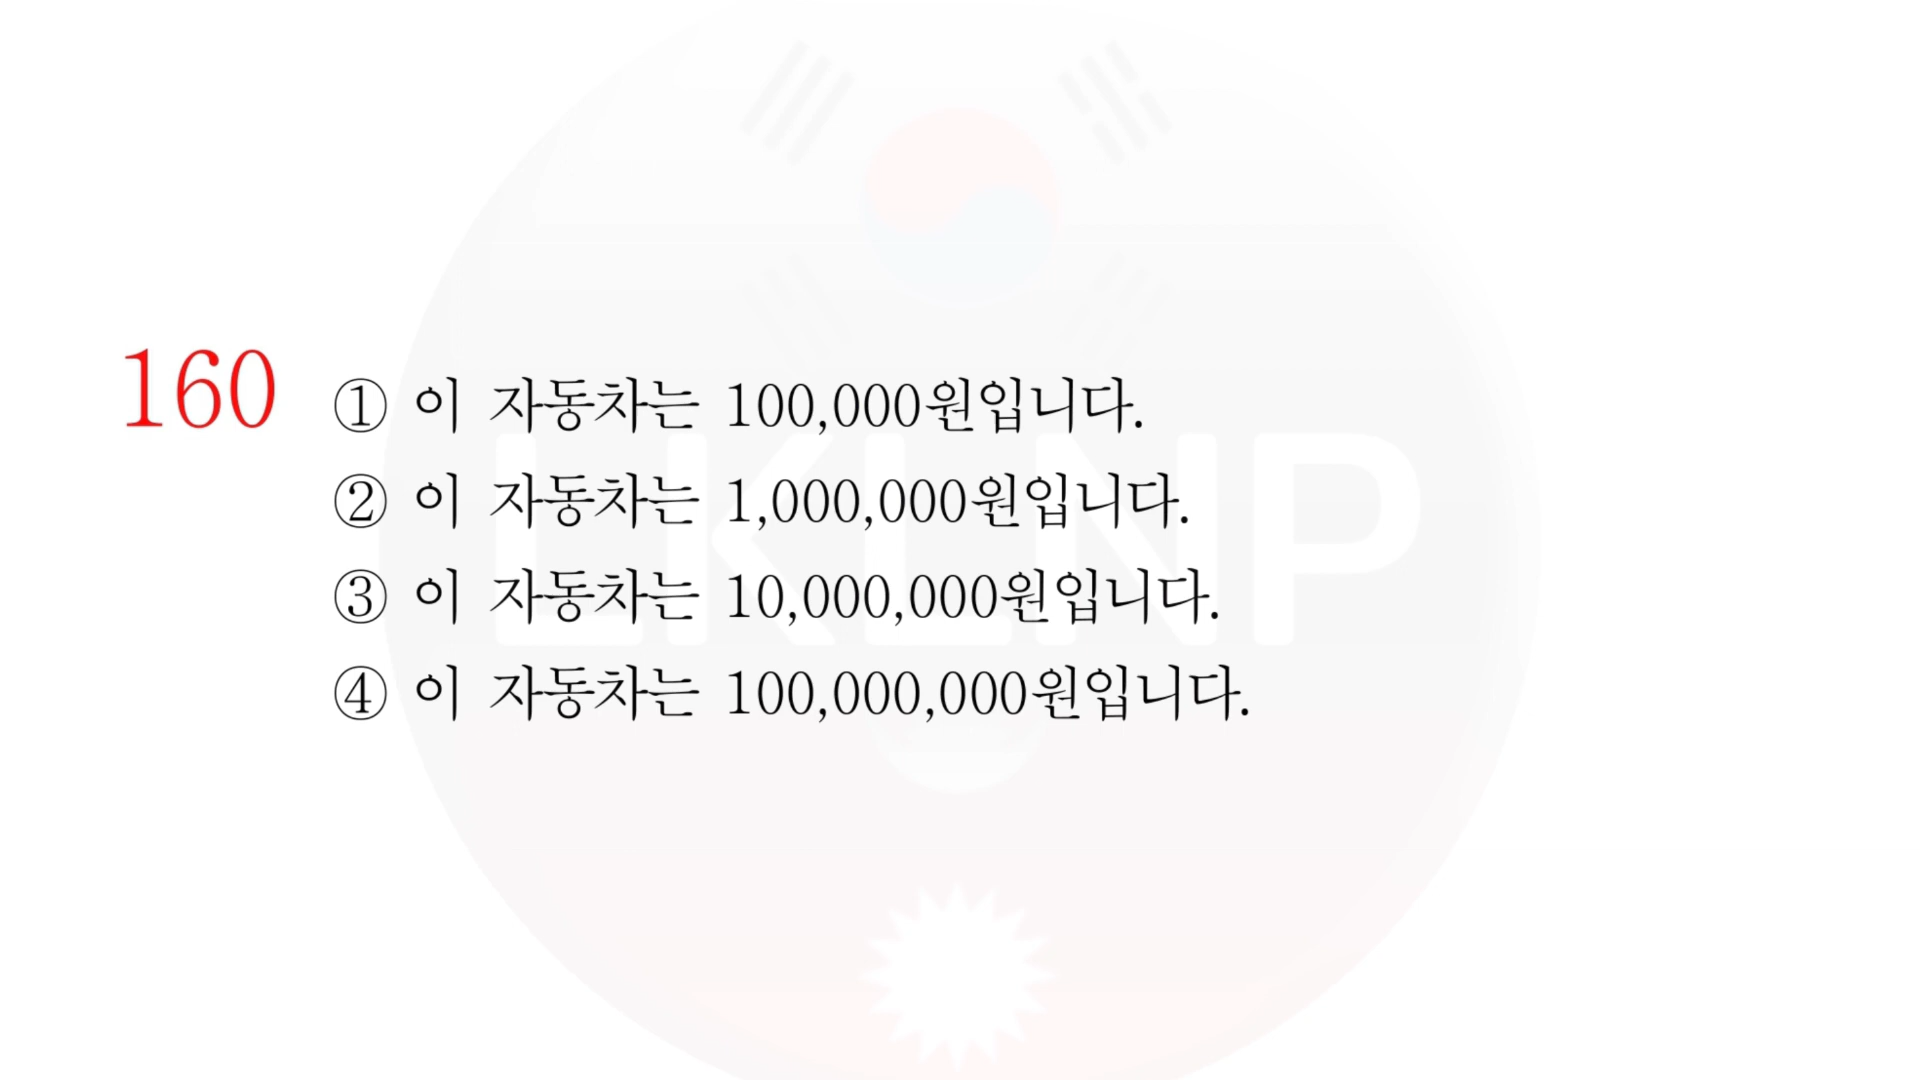 160 ① 이 자동차는 100,000원입니다.
② 이 자동차는 1,000,000원입니다.
③ 이 자동차는 10,000,000원입니다.
④ 이 자동차는 100,000,000원입니다.
LKLNP